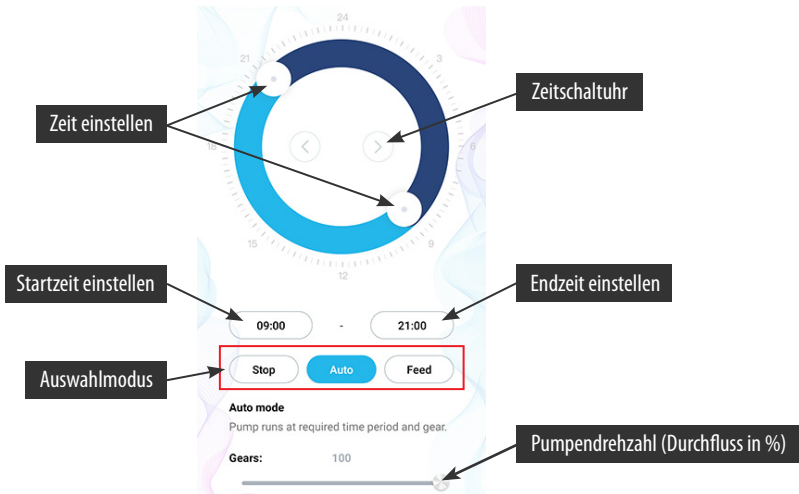 24
21
3
Zeitschaltuhr
Zeit einstellen
18
6
15
9
12
Startzeit einstellen
Endzeit einstellen
09:00 - 21:00
Auswahlmodus
Stop Auto Feed
Auto mode
Pump runs at required time period and gear.
Pumpendrehzahl (Durchfluss in %)
Gears: 100